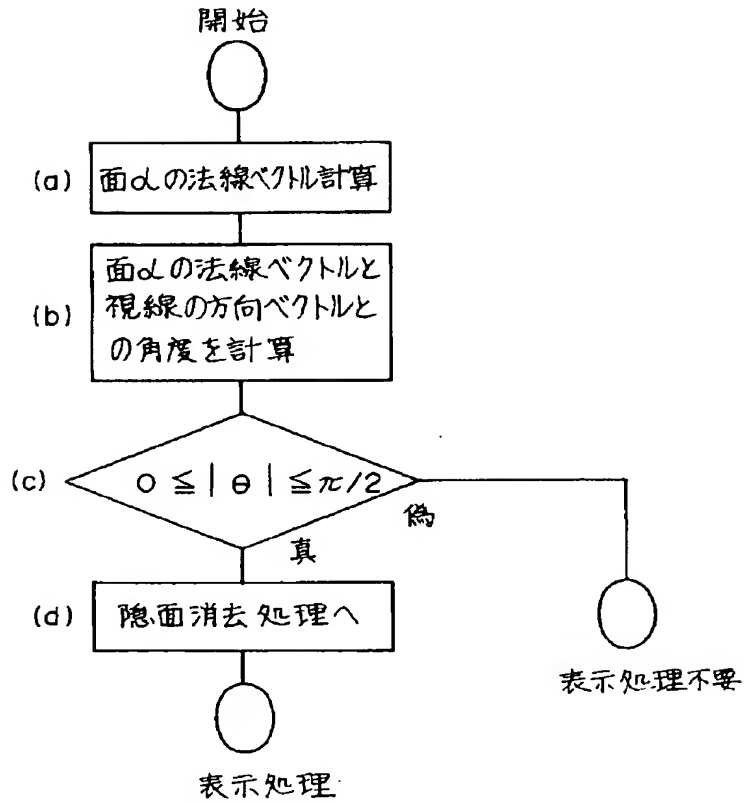 開始
(a) 面αの法線ベクトル計算
(b) 面αの法線ベクトルと
視線の方向ベクトルと
の角度を計算
(c) 0 ≦ | θ | ≦ π/2
偽
真
(d) 隠面消去処理へ
表示処理不要
表示処理